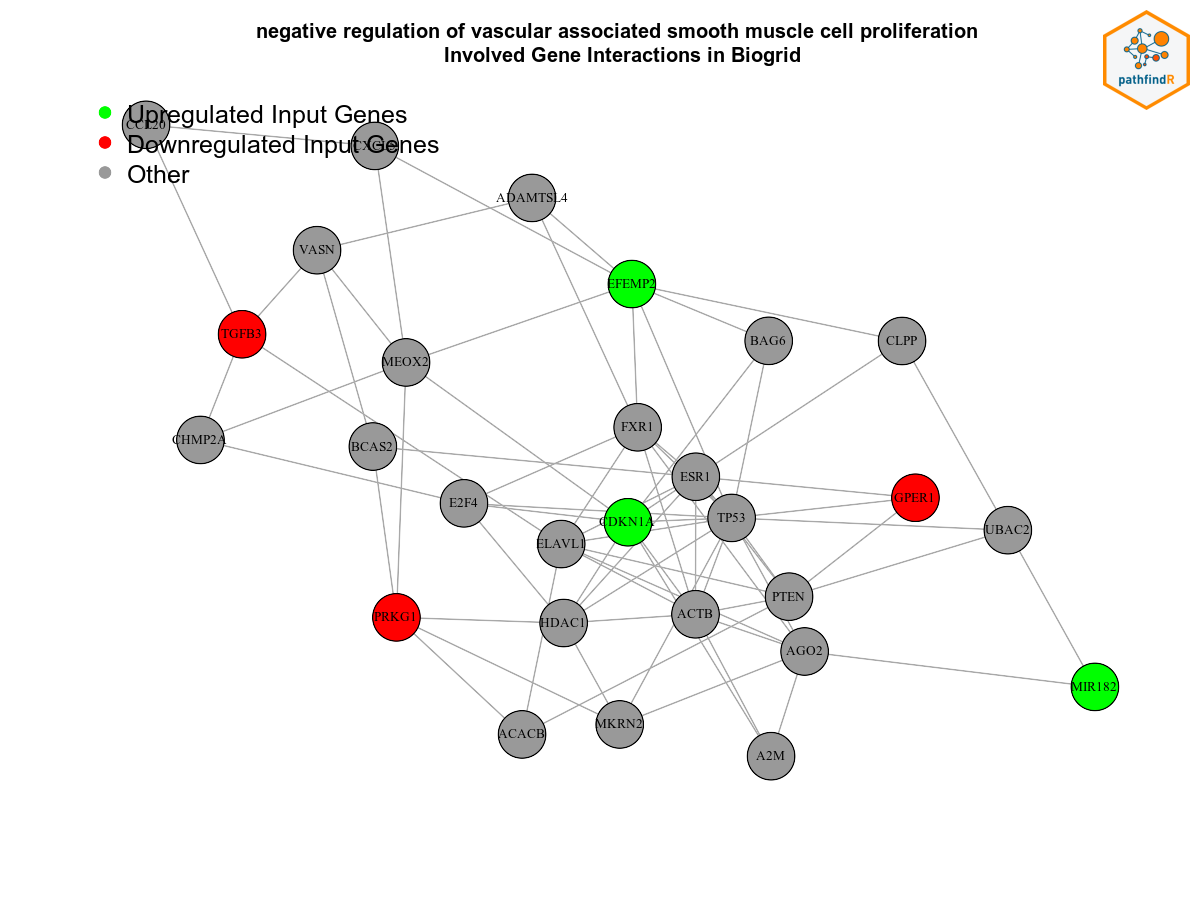 negative regulation of vascular associated smooth muscle cell proliferation
Involved Gene Interactions in Biogrid
pathfindR
Upregulated Input Genes
CCL20
Downregulated Input Genes
Other
ADAMTSL4
VASN
EFEMP2
TGFB3
BAG6
CLPP
MEOX2
FXR1
CHMP2A
BCAS2
ESR1
GPER1
E2F4
CDKN1A
TP53
UBAC2
ELAVL1
PTEN
PRKG1
HDAC1
ACTB
AGO2
MIR182
ACACB
MKRN2
A2M